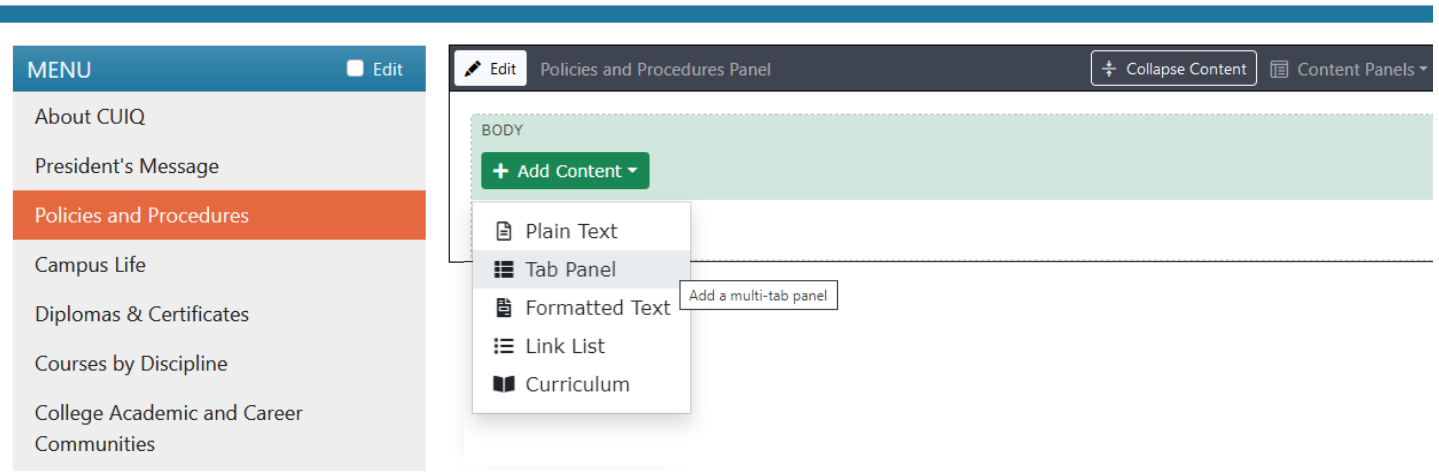 MENU
Edit
About CUIQ
President's Message
Policies and Procedures
Campus Life
Diplomas & Certificates
Courses by Discipline
College Academic and Career
Communities
Edit
Policies and Procedures Panel
Collapse Content
Content Panels
BODY
+ Add Content
Plain Text
Tab Panel
Add a multi-tab panel
Formatted Text
Link List
Curriculum